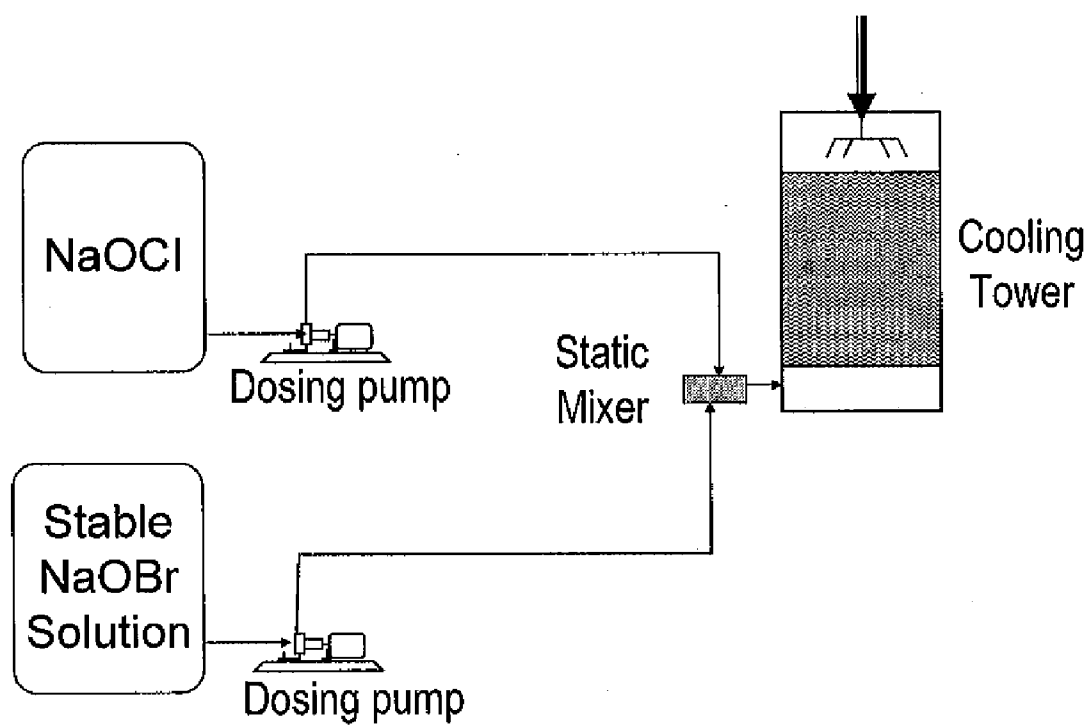 NaOCl
Dosing pump
Static
Mixer
Cooling
Tower
Stable
NaOBr
Solution
Dosing pump